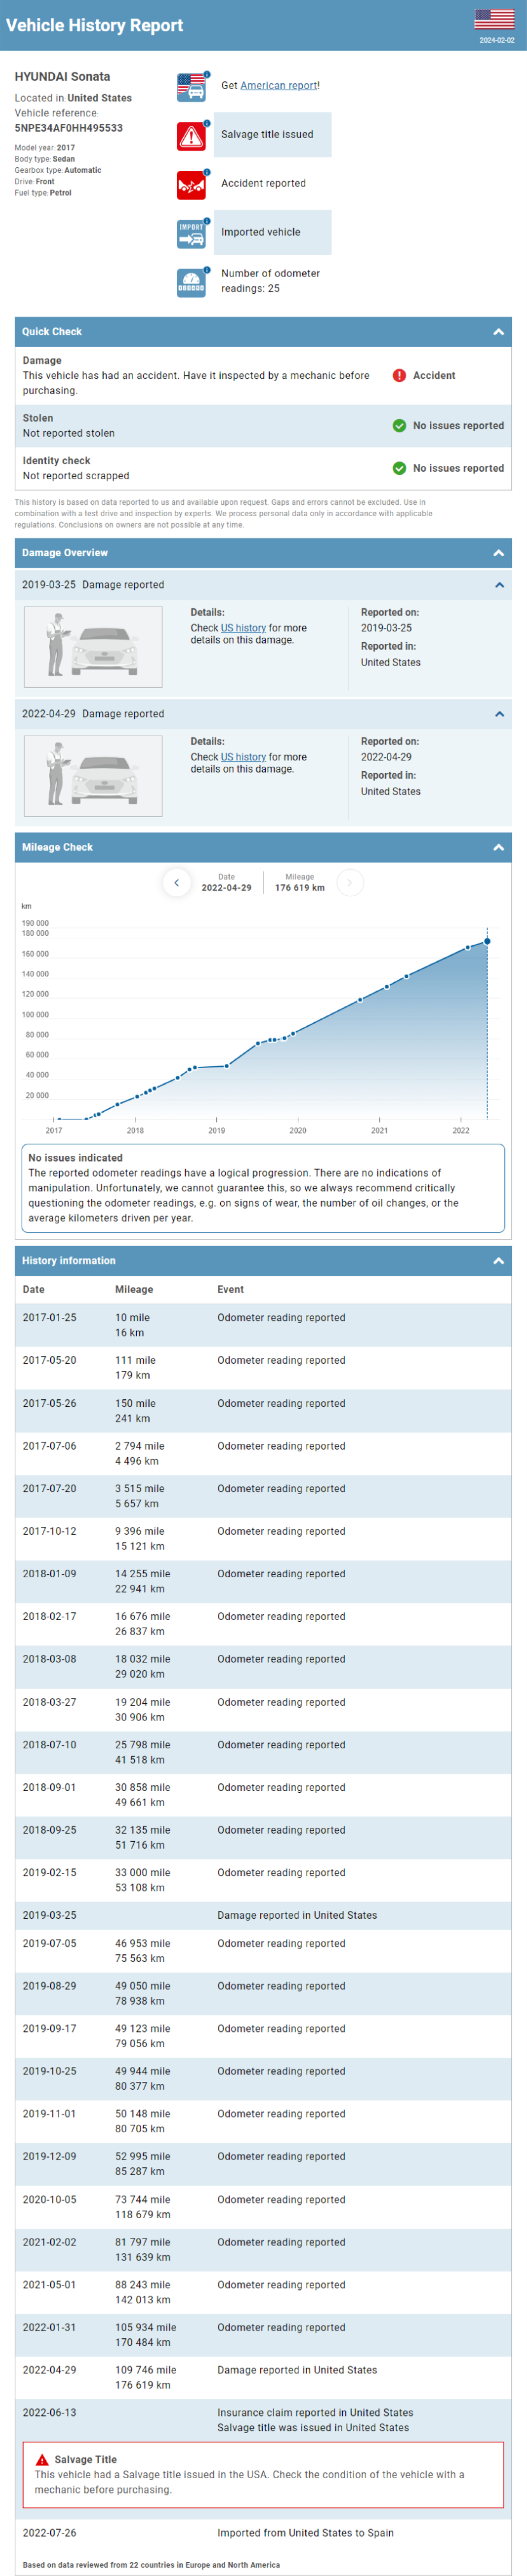 Vehicle History Report
2024-02-02
HYUNDAI Sonata
Located in: United States
Vehicle reference:
5NPE34AF0HH495533
Model year: 2017
Body type: Sedan
Gearbox type: Automatic
Drive: Front
Fuel type: Petrol
Get American report!
Salvage title issued
Accident reported
IMPORT
Imported vehicle
Number of odometer
readings: 25
Quick Check
Damage
This vehicle has had an accident. Have it inspected by a mechanic before
purchasing.
Accident
Stolen
Not reported stolen
No issues reported
Identity check
Not reported scrapped
No issues reported
This history is based on data reported to us and available upon request. Gaps and errors cannot be excluded. Use in
combination with a test drive and inspection by experts. We process personal data only in accordance with applicable
regulations. Conclusions on owners are not possible at any time.
Damage Overview
2019-03-25 Damage reported
Details:
Check US history for more
details on this damage.
Reported on:
2019-03-25
Reported in:
United States
2022-04-29 Damage reported
Details:
Check US history for more
details on this damage.
Reported on:
2022-04-29
Reported in:
United States
Mileage Check
Date
2022-04-29
Mileage
176 619 km
km
190 000
180 000
160 000
140 000
120 000
100 000
80 000
60 000
40 000
20 000
2017 2018 2019 2020 2021 2022
No issues indicated
The reported odometer readings have a logical progression. There are no indications of
manipulation. Unfortunately, we cannot guarantee this, so we always recommend critically
questioning the odometer readings, e.g. on signs of wear, the number of oil changes, or the
average kilometers driven per year.
History information
Date Mileage Event
2017-01-25 10 mile Odometer reading reported
16 km
2017-05-20 111 mile Odometer reading reported
179 km
2017-05-26 150 mile Odometer reading reported
241 km
2017-07-06 2 794 mile Odometer reading reported
4 496 km
2017-07-20 3 515 mile Odometer reading reported
5 657 km
2017-10-12 9 396 mile Odometer reading reported
15 121 km
2018-01-09 14 255 mile Odometer reading reported
22 941 km
2018-02-17 16 676 mile Odometer reading reported
26 837 km
2018-03-08 18 032 mile Odometer reading reported
29 020 km
2018-03-27 19 204 mile Odometer reading reported
30 906 km
2018-07-10 25 798 mile Odometer reading reported
41 518 km
2018-09-01 30 858 mile Odometer reading reported
49 661 km
2018-09-25 32 135 mile Odometer reading reported
51 716 km
2019-02-15 33 000 mile Odometer reading reported
53 108 km
2019-03-25 Damage reported in United States
2019-07-05 46 953 mile Odometer reading reported
75 563 km
2019-08-29 49 050 mile Odometer reading reported
78 938 km
2019-09-17 49 123 mile Odometer reading reported
79 056 km
2019-10-25 49 944 mile Odometer reading reported
80 377 km
2019-11-01 50 148 mile Odometer reading reported
80 705 km
2019-12-09 52 995 mile Odometer reading reported
85 287 km
2020-10-05 73 744 mile Odometer reading reported
118 679 km
2021-02-02 81 797 mile Odometer reading reported
131 639 km
2021-05-01 88 243 mile Odometer reading reported
142 013 km
2022-01-31 105 934 mile Odometer reading reported
170 484 km
2022-04-29 109 746 mile Damage reported in United States
176 619 km
2022-06-13 Insurance claim reported in United States
Salvage title was issued in United States
Salvage Title
This vehicle had a Salvage title issued in the USA. Check the condition of the vehicle with a
mechanic before purchasing.
2022-07-26 Imported from United States to Spain
Based on data reviewed from 22 countries in Europe and North America